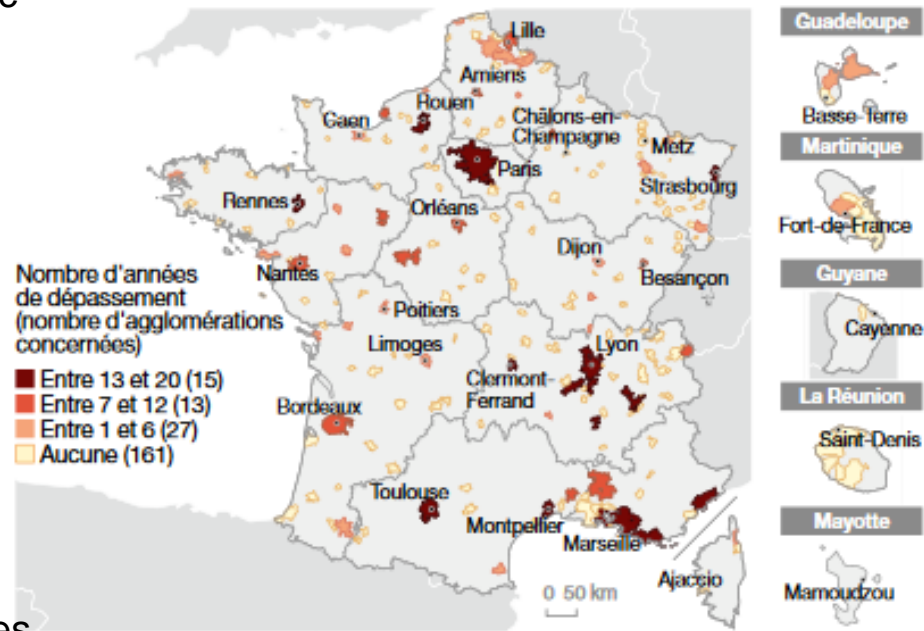 Lille
Amiens
Rouen
Caen
Châlons-en-
Champagne
Metz
Paris
Strasbourg
Rennes
Orléans
Dijon
Besançon
Nantes
Poitiers
Limoges
Lyon
Clermont-
Ferrand
Bordeaux
Toulouse
Montpellier
Marseille
Ajaccio
0 50 km
Nombre d'années
de dépassement
(nombre d'agglomérations
concernées)
Entre 13 et 20 (15)
Entre 7 et 12 (13)
Entre 1 et 6 (27)
Aucune (161)
Guadeloupe
Basse-Terre
Martinique
Fort-de-France
Guyane
Cayenne
La Réunion
Saint-Denis
Mayotte
Mamoudzou